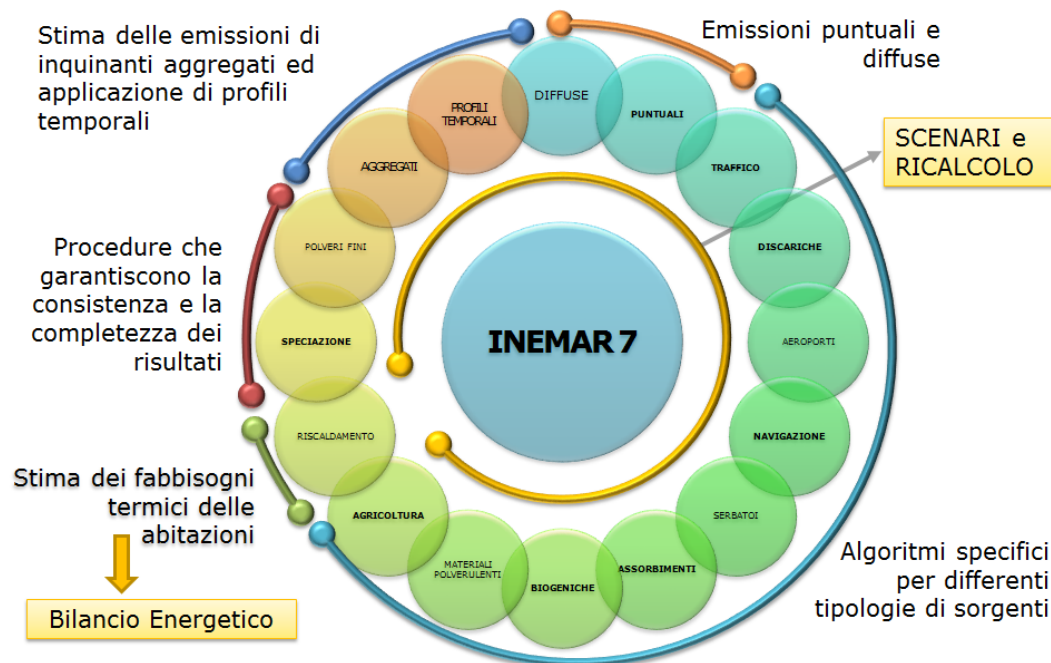 Stima delle emissioni di
inquinanti aggregati ed
applicazione di profili
temporali
Emissioni puntuali e
diffuse
SCENARI e
RICALCOLO
Procedure che
garantiscono la
consistenza e la
completezza dei
risultati
Stima dei fabbisogni
termici delle
abitazioni
Bilancio Energetico
Algoritmi specifici
per differenti
tipologie di sorgenti
INEMAR 7
DIFFUSE
PUNTUALI
TRAFFICO
DISCARICHE
AEROPORTI
NAVIGAZIONE
SERBATOI
ASSORBIMENTI
BIOGENICHE
MATERIALI
POLVERULENTI
AGRICOLTURA
RISCALDAMENTO
SPECIAZIONE
POLVERI FINI
AGGREGATI
PROFILI
TEMPORALI